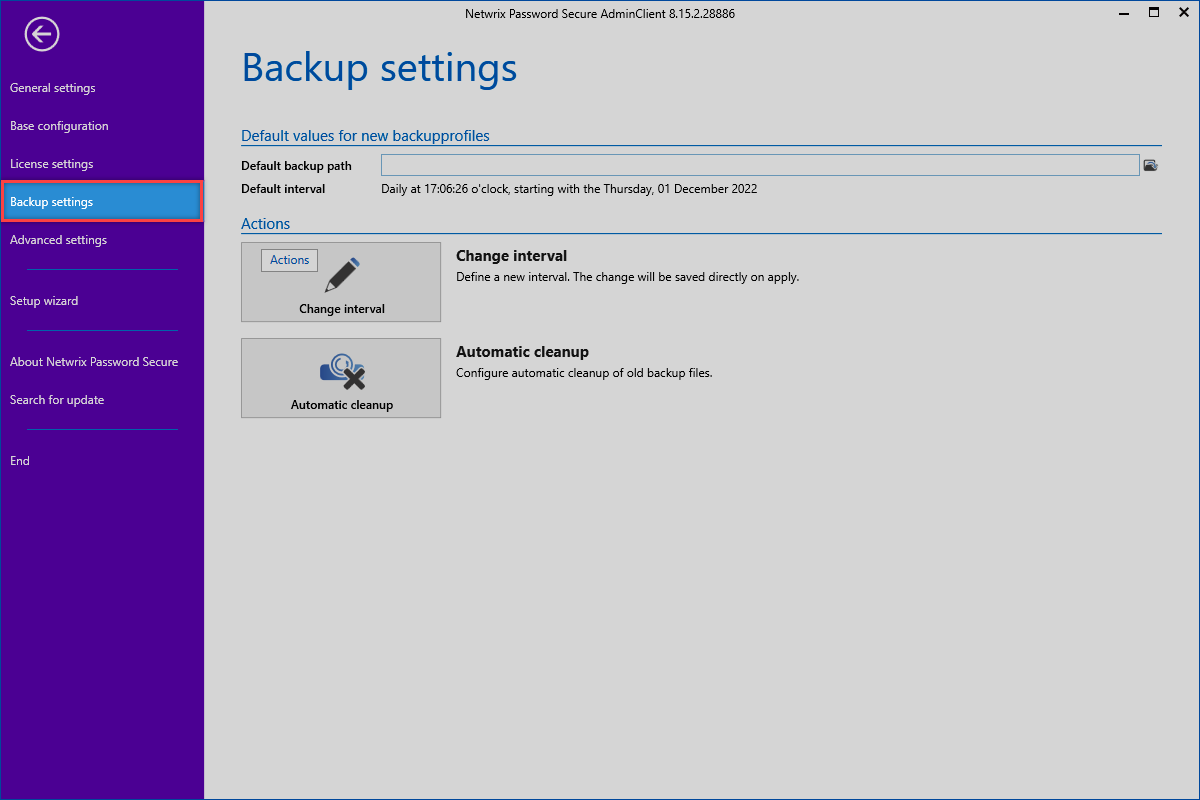 Netwrix Password Secure AdminClient 8.15.2.28886
General settings
Base configuration
License settings
Backup settings
Advanced settings
Setup wizard
About Netwrix Password Secure
Search for update
End
Backup settings
Default values for new backupprofiles
Default backup path
Default interval Daily at 17:06:26 o'clock, starting with the Thursday, 01 December 2022
Actions
Actions
Change interval
Change interval
Define a new interval. The change will be saved directly on apply.
Automatic cleanup
Automatic cleanup
Configure automatic cleanup of old backup files.